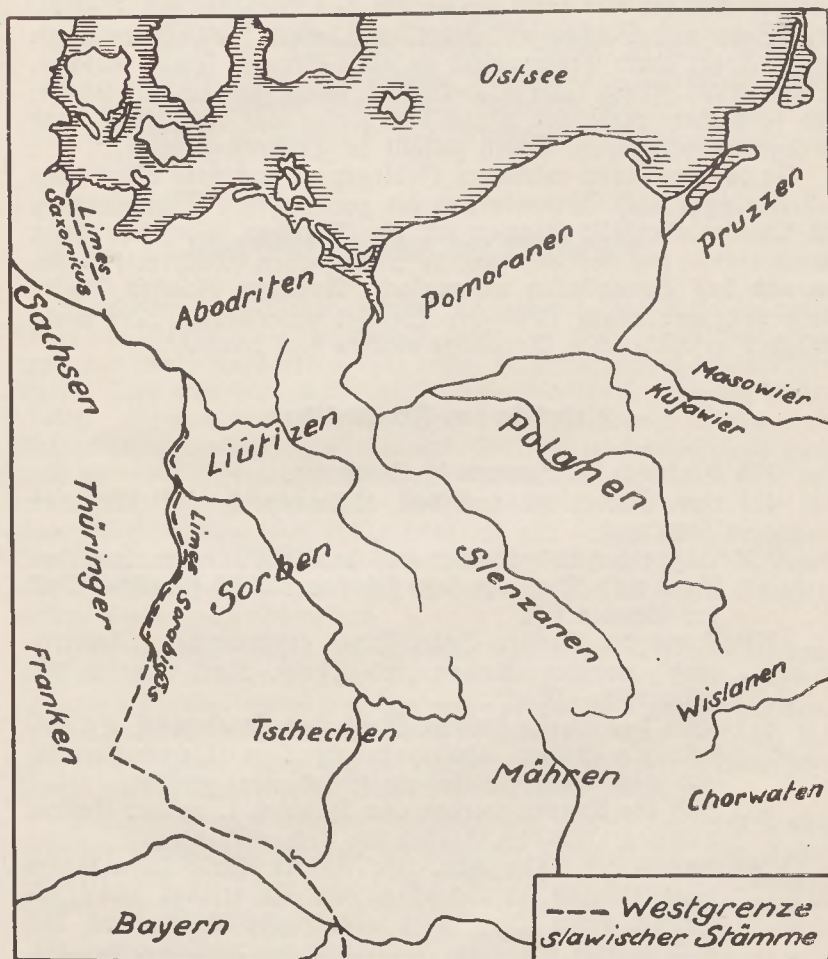 Ostsee
Limes
Saxonicus
Pruzzen
Abodriten
Pomoranen
Sachsen
Masowier
Kujawier
Liutizen
Polanen
Thüringer
Limes Sorabicus
Sorben
Slenzanen
Franken
Wislanen
Tschechen
Mähren
Chorwaten
Bayern
Westgrenze
slawischer Stämme